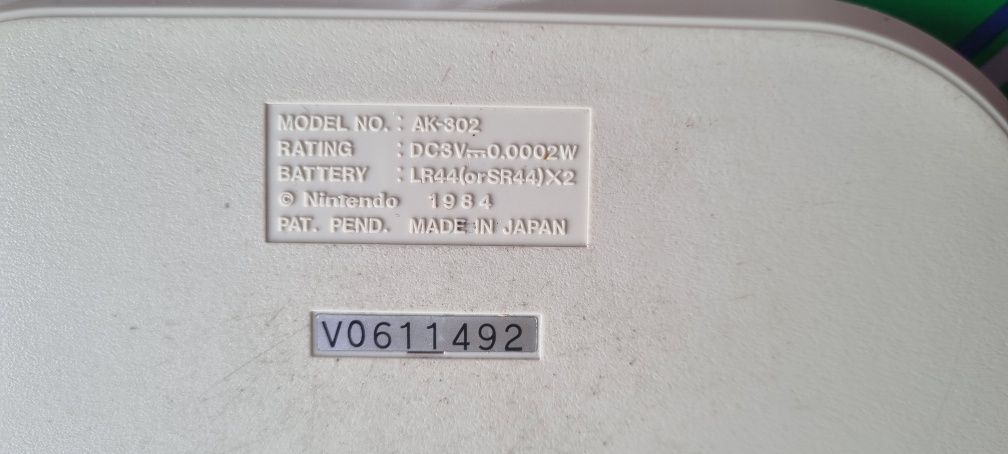 MODEL NO. : AK-302
RATING : DC3V⎓0.0002W
BATTERY : LR44(orSR44)X2
© Nintendo 1984
PAT. PEND. MADE IN JAPAN
V0611492